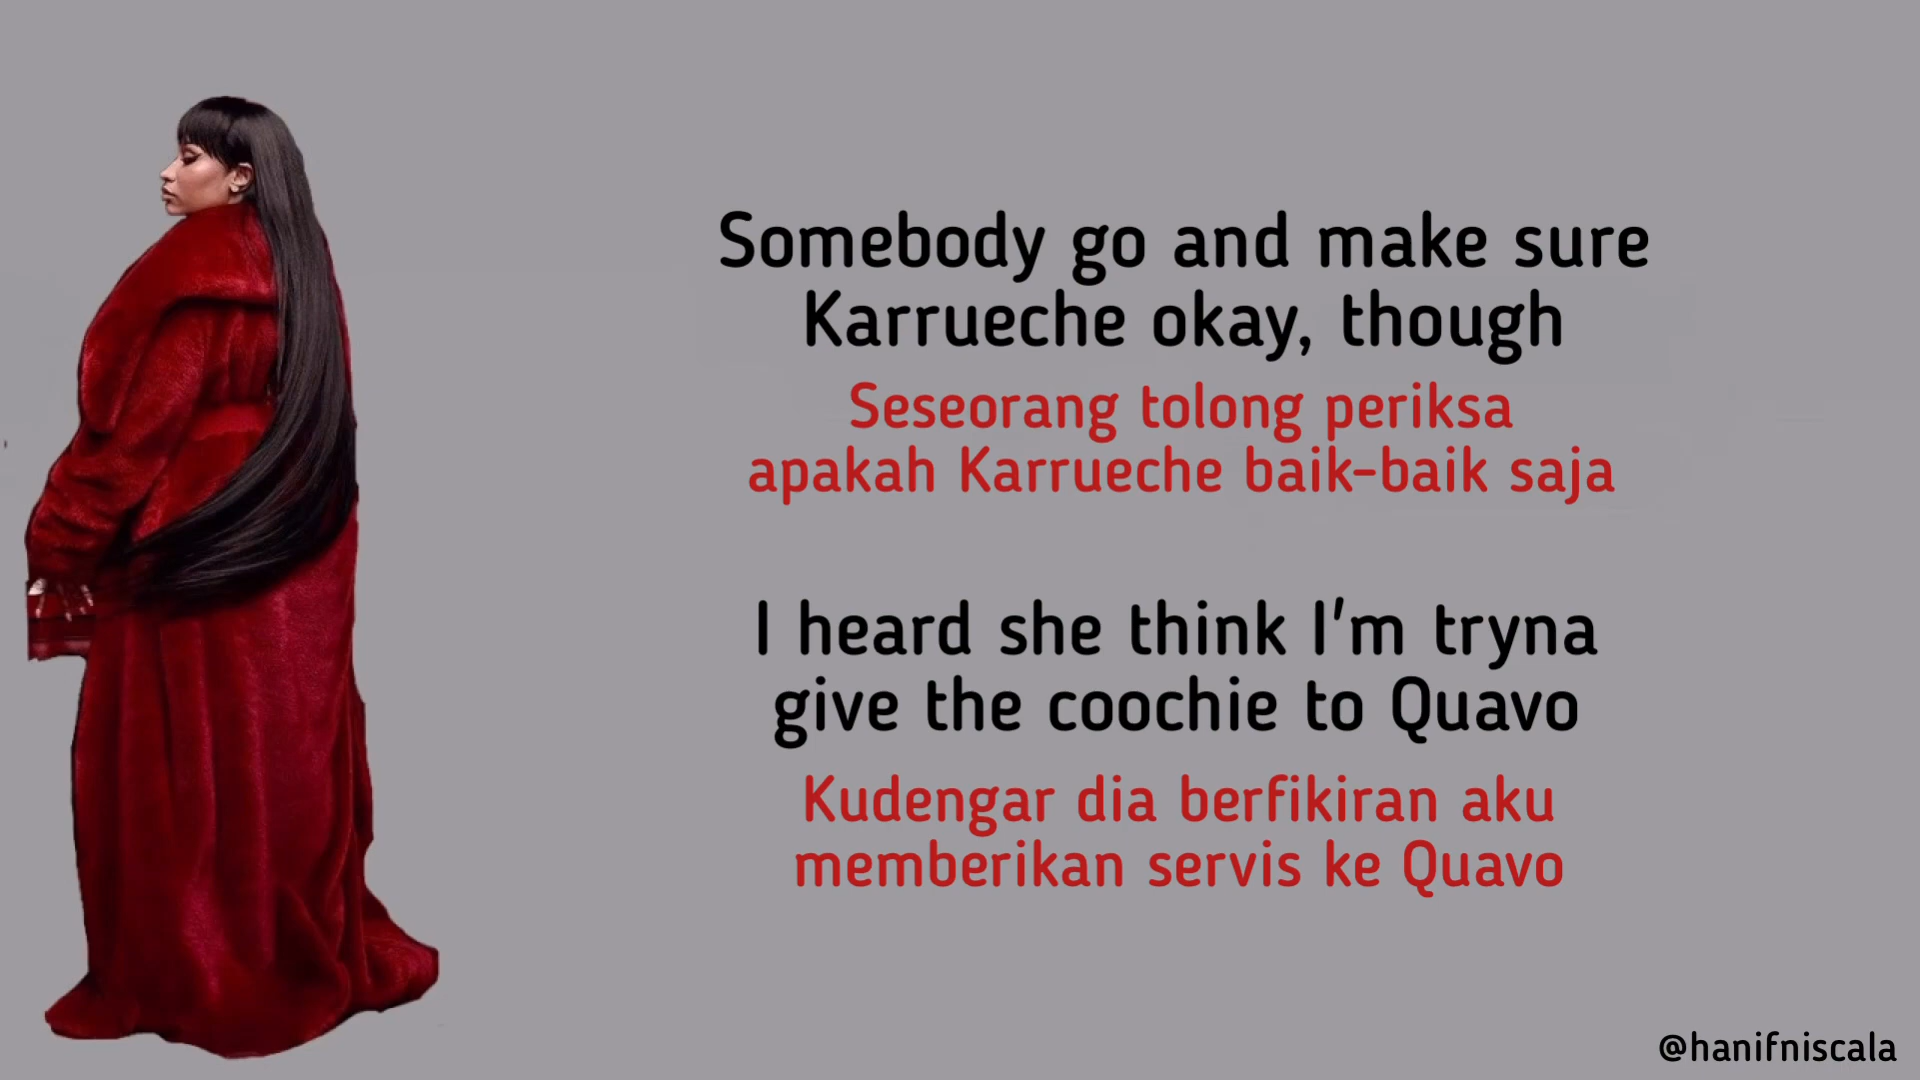 Somebody go and make sure
Karrueche okay, though
Seseorang tolong periksa
apakah Karrueche baik-baik saja
I heard she think I'm tryna
give the coochie to Quavo
Kudengar dia berfikiran aku
memberikan servis ke Quavo
@hanifniscala